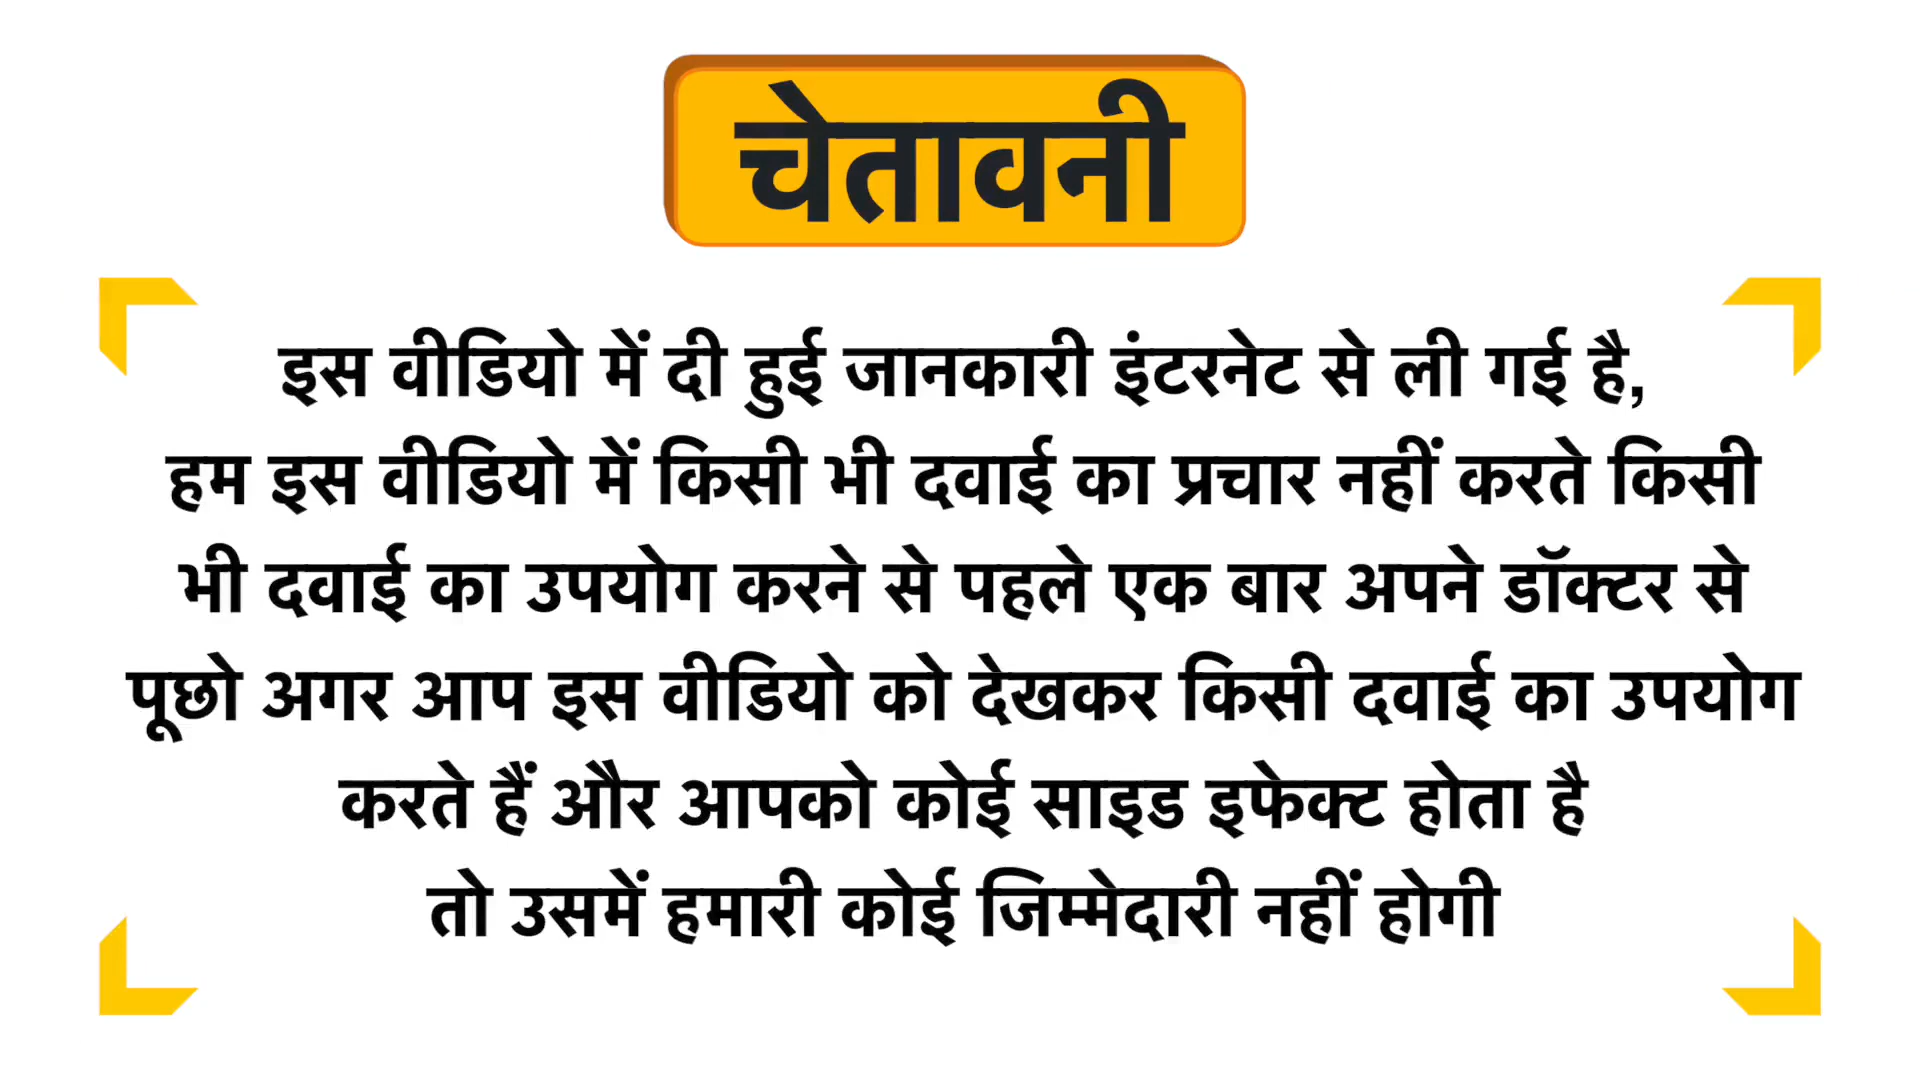 चेतावनी
इस वीडियो में दी हुई जानकारी इंटरनेट से ली गई है,
हम इस वीडियो में किसी भी दवाई का प्रचार नहीं करते किसी
भी दवाई का उपयोग करने से पहले एक बार अपने डॉक्टर से
पूछो अगर आप इस वीडियो को देखकर किसी दवाई का उपयोग
करते हैं और आपको कोई साइड इफेक्ट होता है
तो उसमें हमारी कोई जिम्मेदारी नहीं होगी